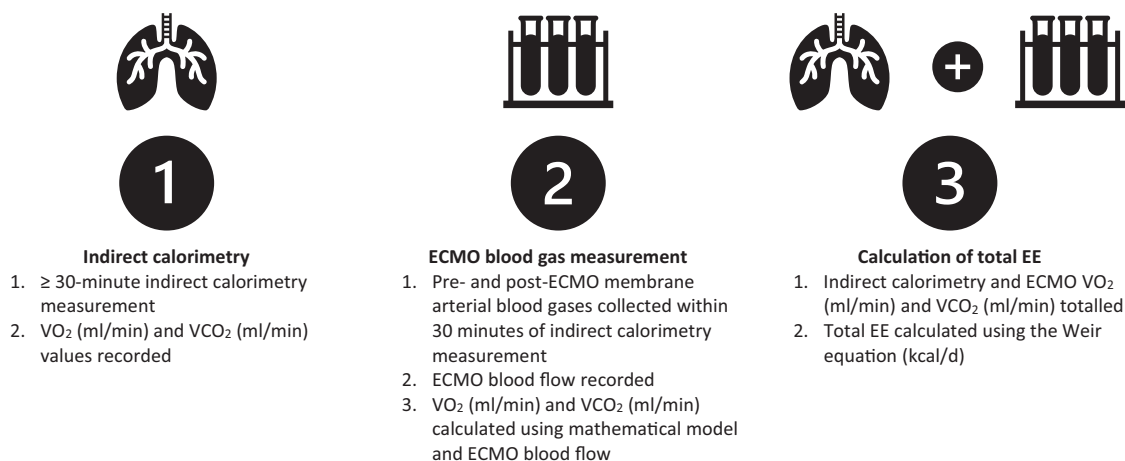 1
Indirect calorimetry
1. ≥ 30-minute indirect calorimetry
measurement
2. VO₂ (ml/min) and VCO₂ (ml/min)
values recorded
2
ECMO blood gas measurement
1. Pre- and post-ECMO membrane
arterial blood gases collected within
30 minutes of indirect calorimetry
measurement
2. ECMO blood flow recorded
3. VO₂ (ml/min) and VCO₂ (ml/min)
calculated using mathematical model
and ECMO blood flow
3
Calculation of total EE
1. Indirect calorimetry and ECMO VO₂
(ml/min) and VCO₂ (ml/min) totalled
2. Total EE calculated using the Weir
equation (kcal/d)